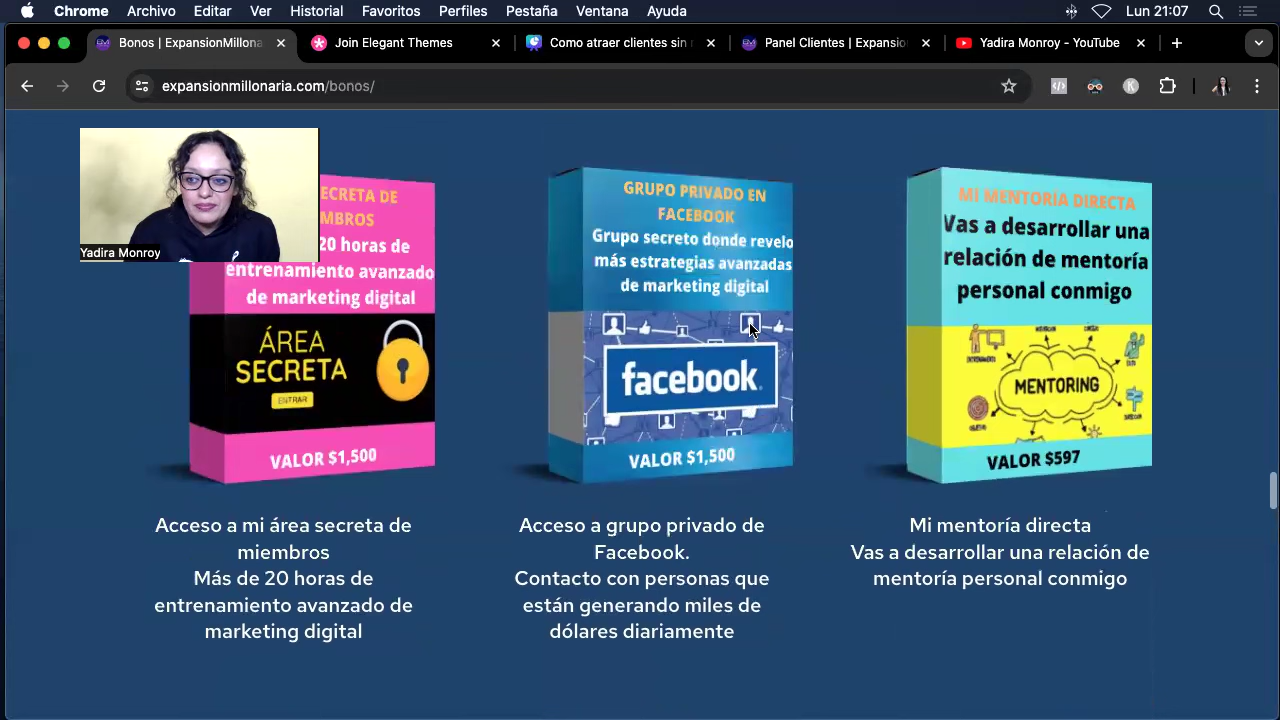 Chrome Archivo Editar Ver Historial Favoritos Perfiles Pestaña Ventana Ayuda Lun 21:07
Bonos | ExpansionMillona Join Elegant Themes Como atraer clientes sin Panel Clientes | Expansio Yadira Monroy - YouTube
expansionmillonaria.com/bonos/
Yadira Monroy
DE
20 horas de
entrenamiento avanzado
de marketing digital
ÁREA
SECRETA
ENTRAR
VALOR $1,500
Acceso a mi área secreta de
miembros
Más de 20 horas de
entrenamiento avanzado de
marketing digital
GRUPO PRIVADO EN
FACEBOOK
Grupo secreto donde revelo
más estrategias avanzadas
de marketing digital
facebook
VALOR $1,500
Acceso a grupo privado de
Facebook.
Contacto con personas que
están generando miles de
dólares diariamente
MI MENTORÍA DIRECTA
Vas a desarrollar una
relación de mentoría
personal conmigo
MENTORING
VALOR $597
Mi mentoría directa
Vas a desarrollar una relación de
mentoría personal conmigo